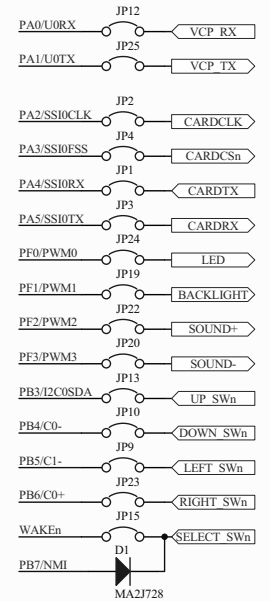 JP12
PA0/U0RX VCP_RX
JP25
PA1/U0TX VCP_TX
JP2
PA2/SSI0CLK CARDCLK
JP4
PA3/SSI0FSS CARDCSn
JP1
PA4/SSI0RX CARDTX
JP3
PA5/SSI0TX CARDRX
JP24
PF0/PWM0 LED
JP19
PF1/PWM1 BACKLIGHT
JP22
PF2/PWM2 SOUND+
JP20
PF3/PWM3 SOUND-
JP13
PB3/I2C0SDA UP_SWn
JP10
PB4/C0- DOWN_SWn
JP9
PB5/C1- LEFT_SWn
JP23
PB6/C0+ RIGHT_SWn
JP15
WAKEn SELECT_SWn
D1
PB7/NMI
MA2J728